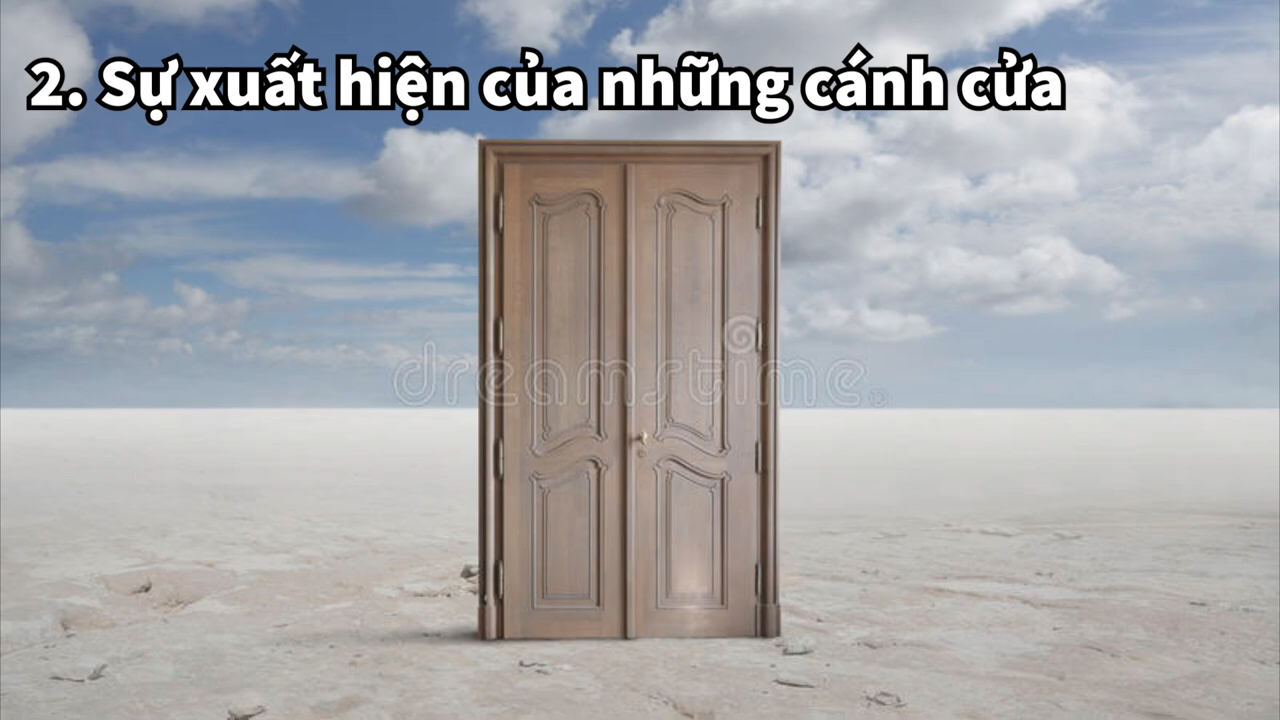 2. Sự xuất hiện của những cánh cửa
dreamstime.